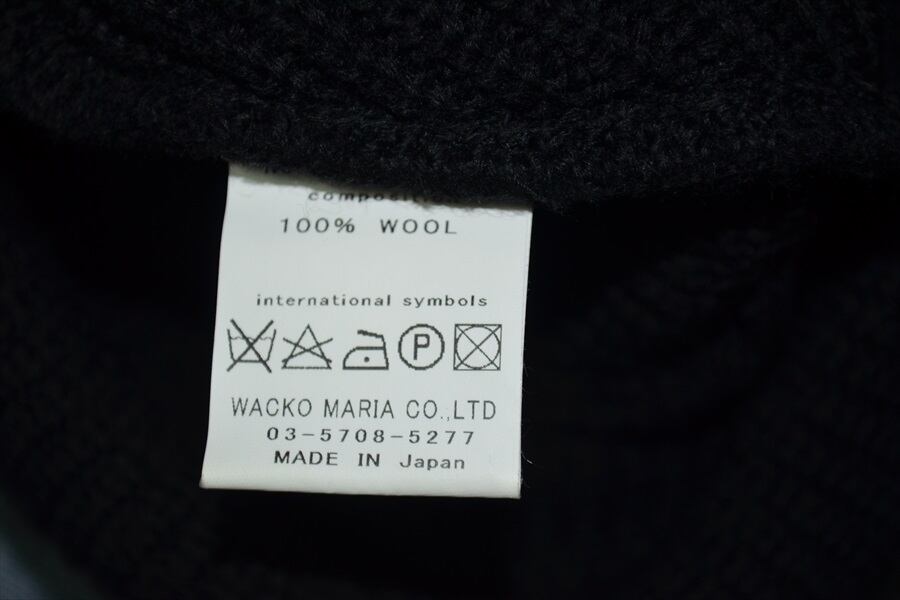 100% WOOL
international symbols
P
WACKO MARIA CO.,LTD
03-5708-5277
MADE IN Japan